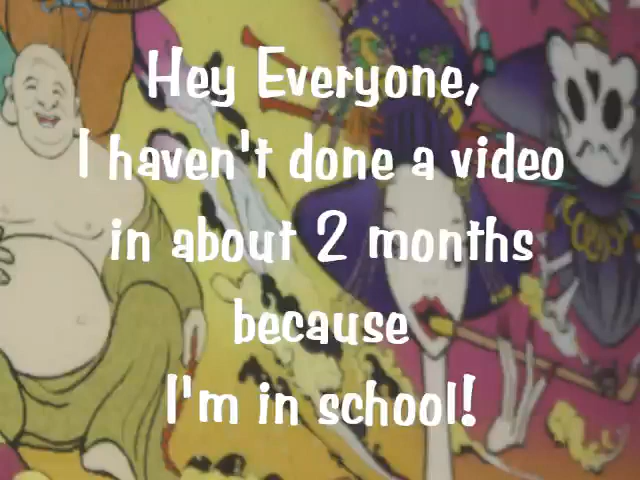 Hey Everyone,
I haven't done a video
in about 2 months
because
I'm in school!